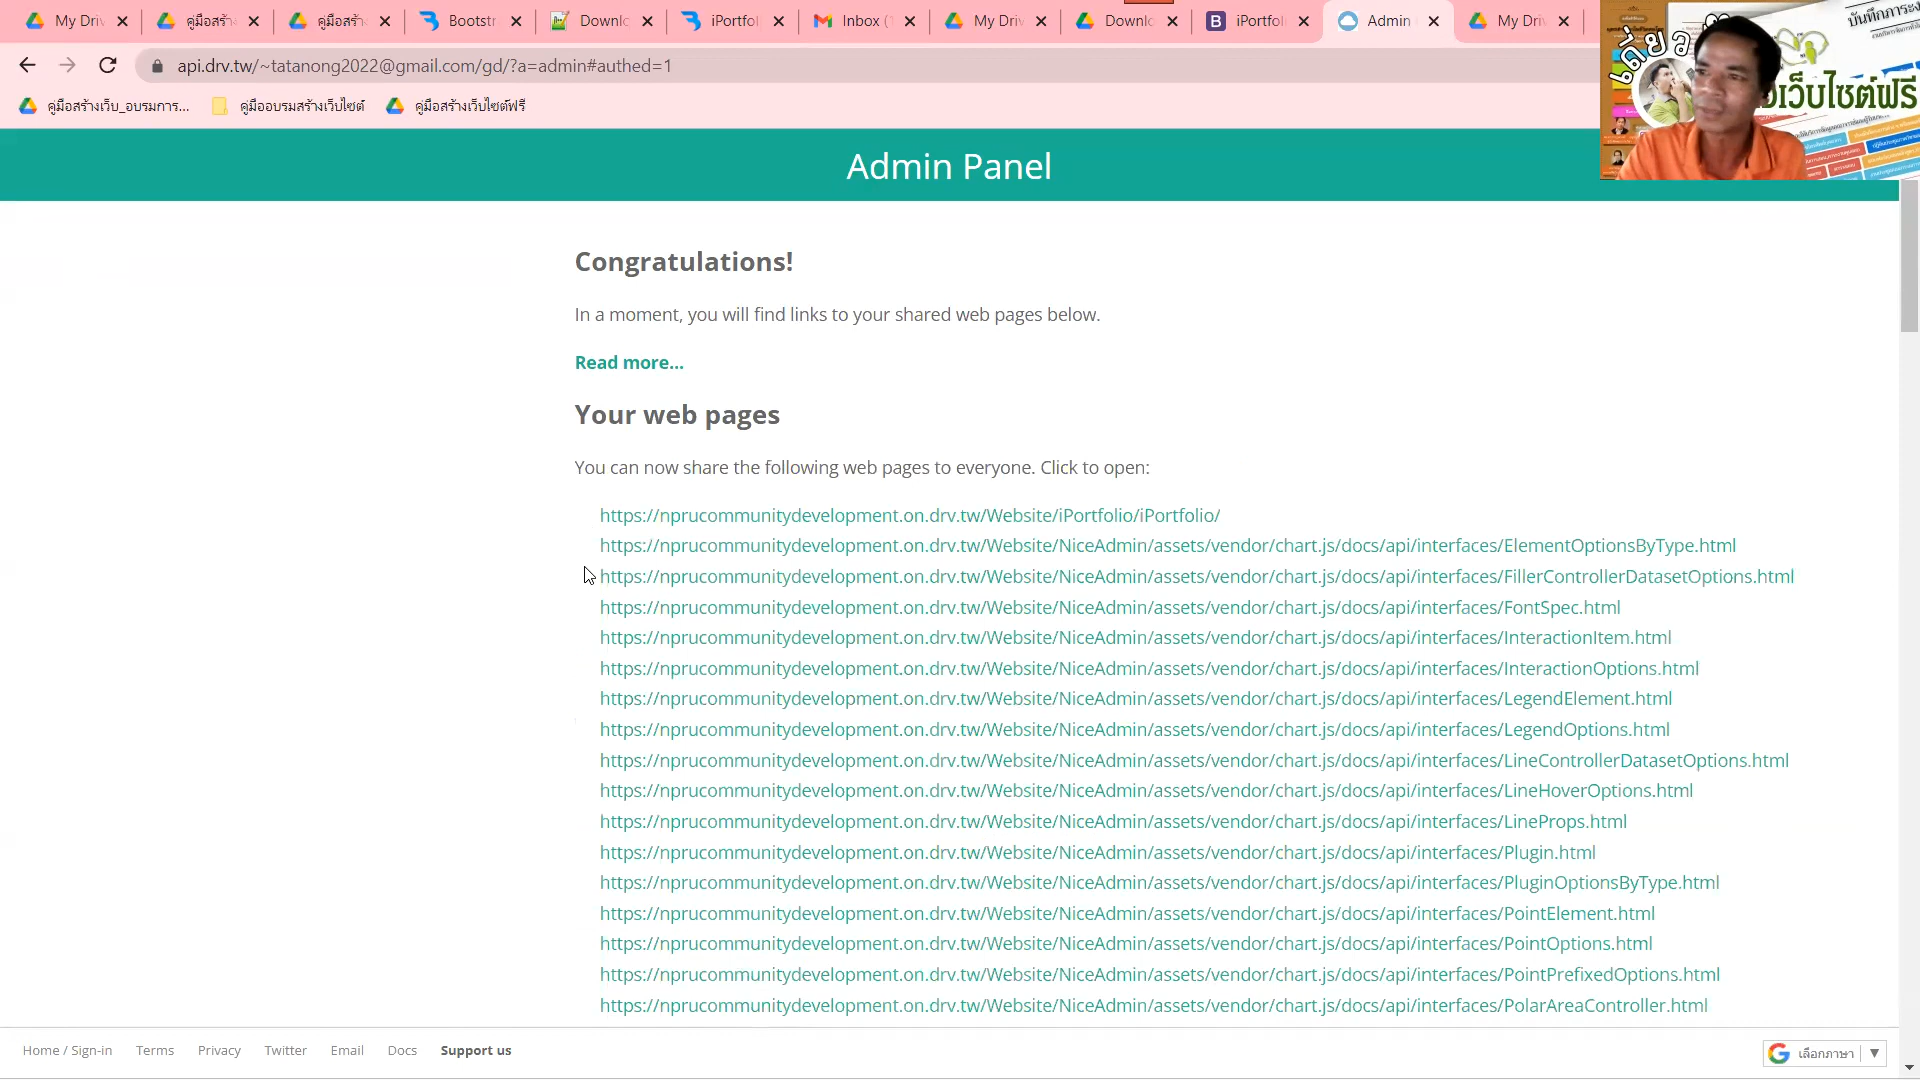 My Driv
คู่มือสร้า
คู่มือสร้า
Bootstr
Downlo
iPortfol
Inbox (
My Driv
Downlo
iPortfoli
Admin
My Driv
api.drv.tw/~tatanong2022@gmail.com/gd/?a=admin#authed=1
คู่มือสร้างเว็บ_อบรมการ...
คู่มืออบรมสร้างเว็บไซต์
คู่มือสร้างเว็บไซต์ฟรี
เดี่ยว
เว็บไซต์ฟรี
Admin Panel
Congratulations!
In a moment, you will find links to your shared web pages below.
Read more...
Your web pages
You can now share the following web pages to everyone. Click to open:
https://nprucommunitydevelopment.on.drv.tw/Website/iPortfolio/iPortfolio/
https://nprucommunitydevelopment.on.drv.tw/Website/NiceAdmin/assets/vendor/chart.js/docs/api/interfaces/ElementOptionsByType.html
https://nprucommunitydevelopment.on.drv.tw/Website/NiceAdmin/assets/vendor/chart.js/docs/api/interfaces/FillerControllerDatasetOptions.html
https://nprucommunitydevelopment.on.drv.tw/Website/NiceAdmin/assets/vendor/chart.js/docs/api/interfaces/FontSpec.html
https://nprucommunitydevelopment.on.drv.tw/Website/NiceAdmin/assets/vendor/chart.js/docs/api/interfaces/InteractionItem.html
https://nprucommunitydevelopment.on.drv.tw/Website/NiceAdmin/assets/vendor/chart.js/docs/api/interfaces/InteractionOptions.html
https://nprucommunitydevelopment.on.drv.tw/Website/NiceAdmin/assets/vendor/chart.js/docs/api/interfaces/LegendElement.html
https://nprucommunitydevelopment.on.drv.tw/Website/NiceAdmin/assets/vendor/chart.js/docs/api/interfaces/LegendOptions.html
https://nprucommunitydevelopment.on.drv.tw/Website/NiceAdmin/assets/vendor/chart.js/docs/api/interfaces/LineControllerDatasetOptions.html
https://nprucommunitydevelopment.on.drv.tw/Website/NiceAdmin/assets/vendor/chart.js/docs/api/interfaces/LineHoverOptions.html
https://nprucommunitydevelopment.on.drv.tw/Website/NiceAdmin/assets/vendor/chart.js/docs/api/interfaces/LineProps.html
https://nprucommunitydevelopment.on.drv.tw/Website/NiceAdmin/assets/vendor/chart.js/docs/api/interfaces/Plugin.html
https://nprucommunitydevelopment.on.drv.tw/Website/NiceAdmin/assets/vendor/chart.js/docs/api/interfaces/PluginOptionsByType.html
https://nprucommunitydevelopment.on.drv.tw/Website/NiceAdmin/assets/vendor/chart.js/docs/api/interfaces/PointElement.html
https://nprucommunitydevelopment.on.drv.tw/Website/NiceAdmin/assets/vendor/chart.js/docs/api/interfaces/PointOptions.html
https://nprucommunitydevelopment.on.drv.tw/Website/NiceAdmin/assets/vendor/chart.js/docs/api/interfaces/PointPrefixedOptions.html
https://nprucommunitydevelopment.on.drv.tw/Website/NiceAdmin/assets/vendor/chart.js/docs/api/interfaces/PolarAreaController.html
Home / Sign-in
Terms
Privacy
Twitter
Email
Docs
Support us
เลือกภาษา